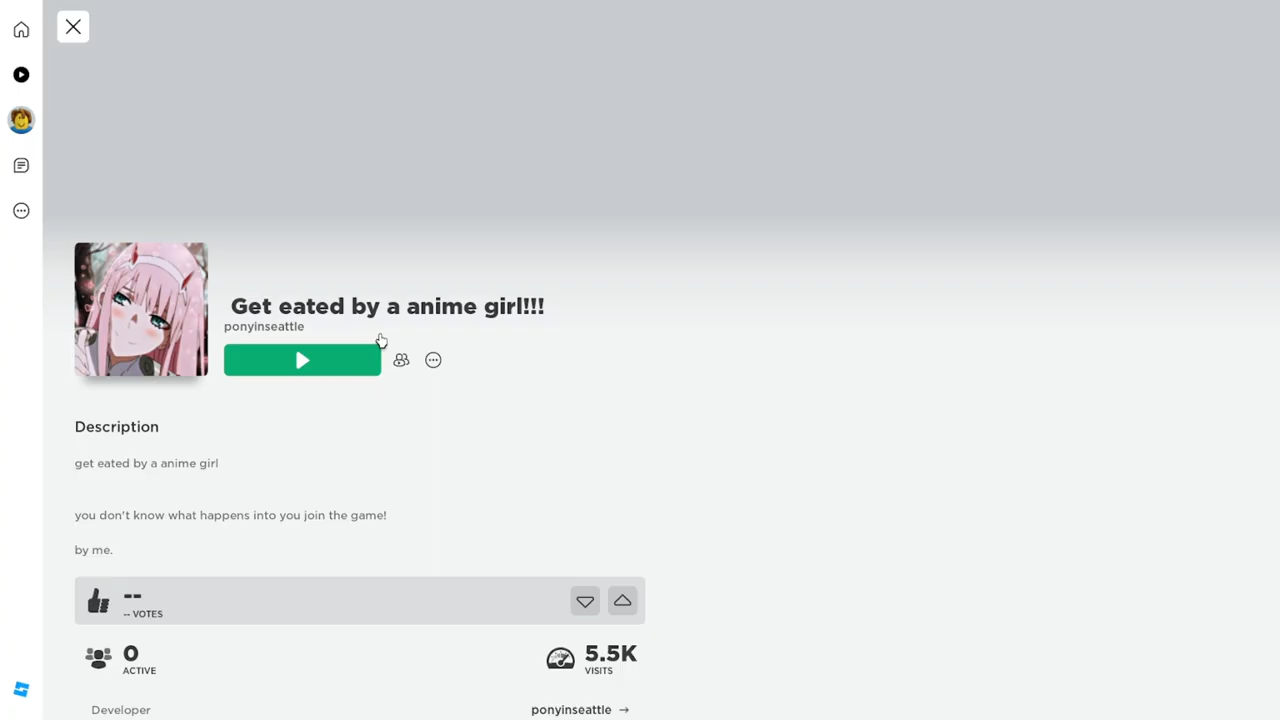 Get eated by a anime girl!!!
ponyinseattle
Description
get eated by a anime girl
you don't know what happens into you join the game!
by me.
--
-- VOTES
0
ACTIVE
5.5K
VISITS
Developer
ponyinseattle →